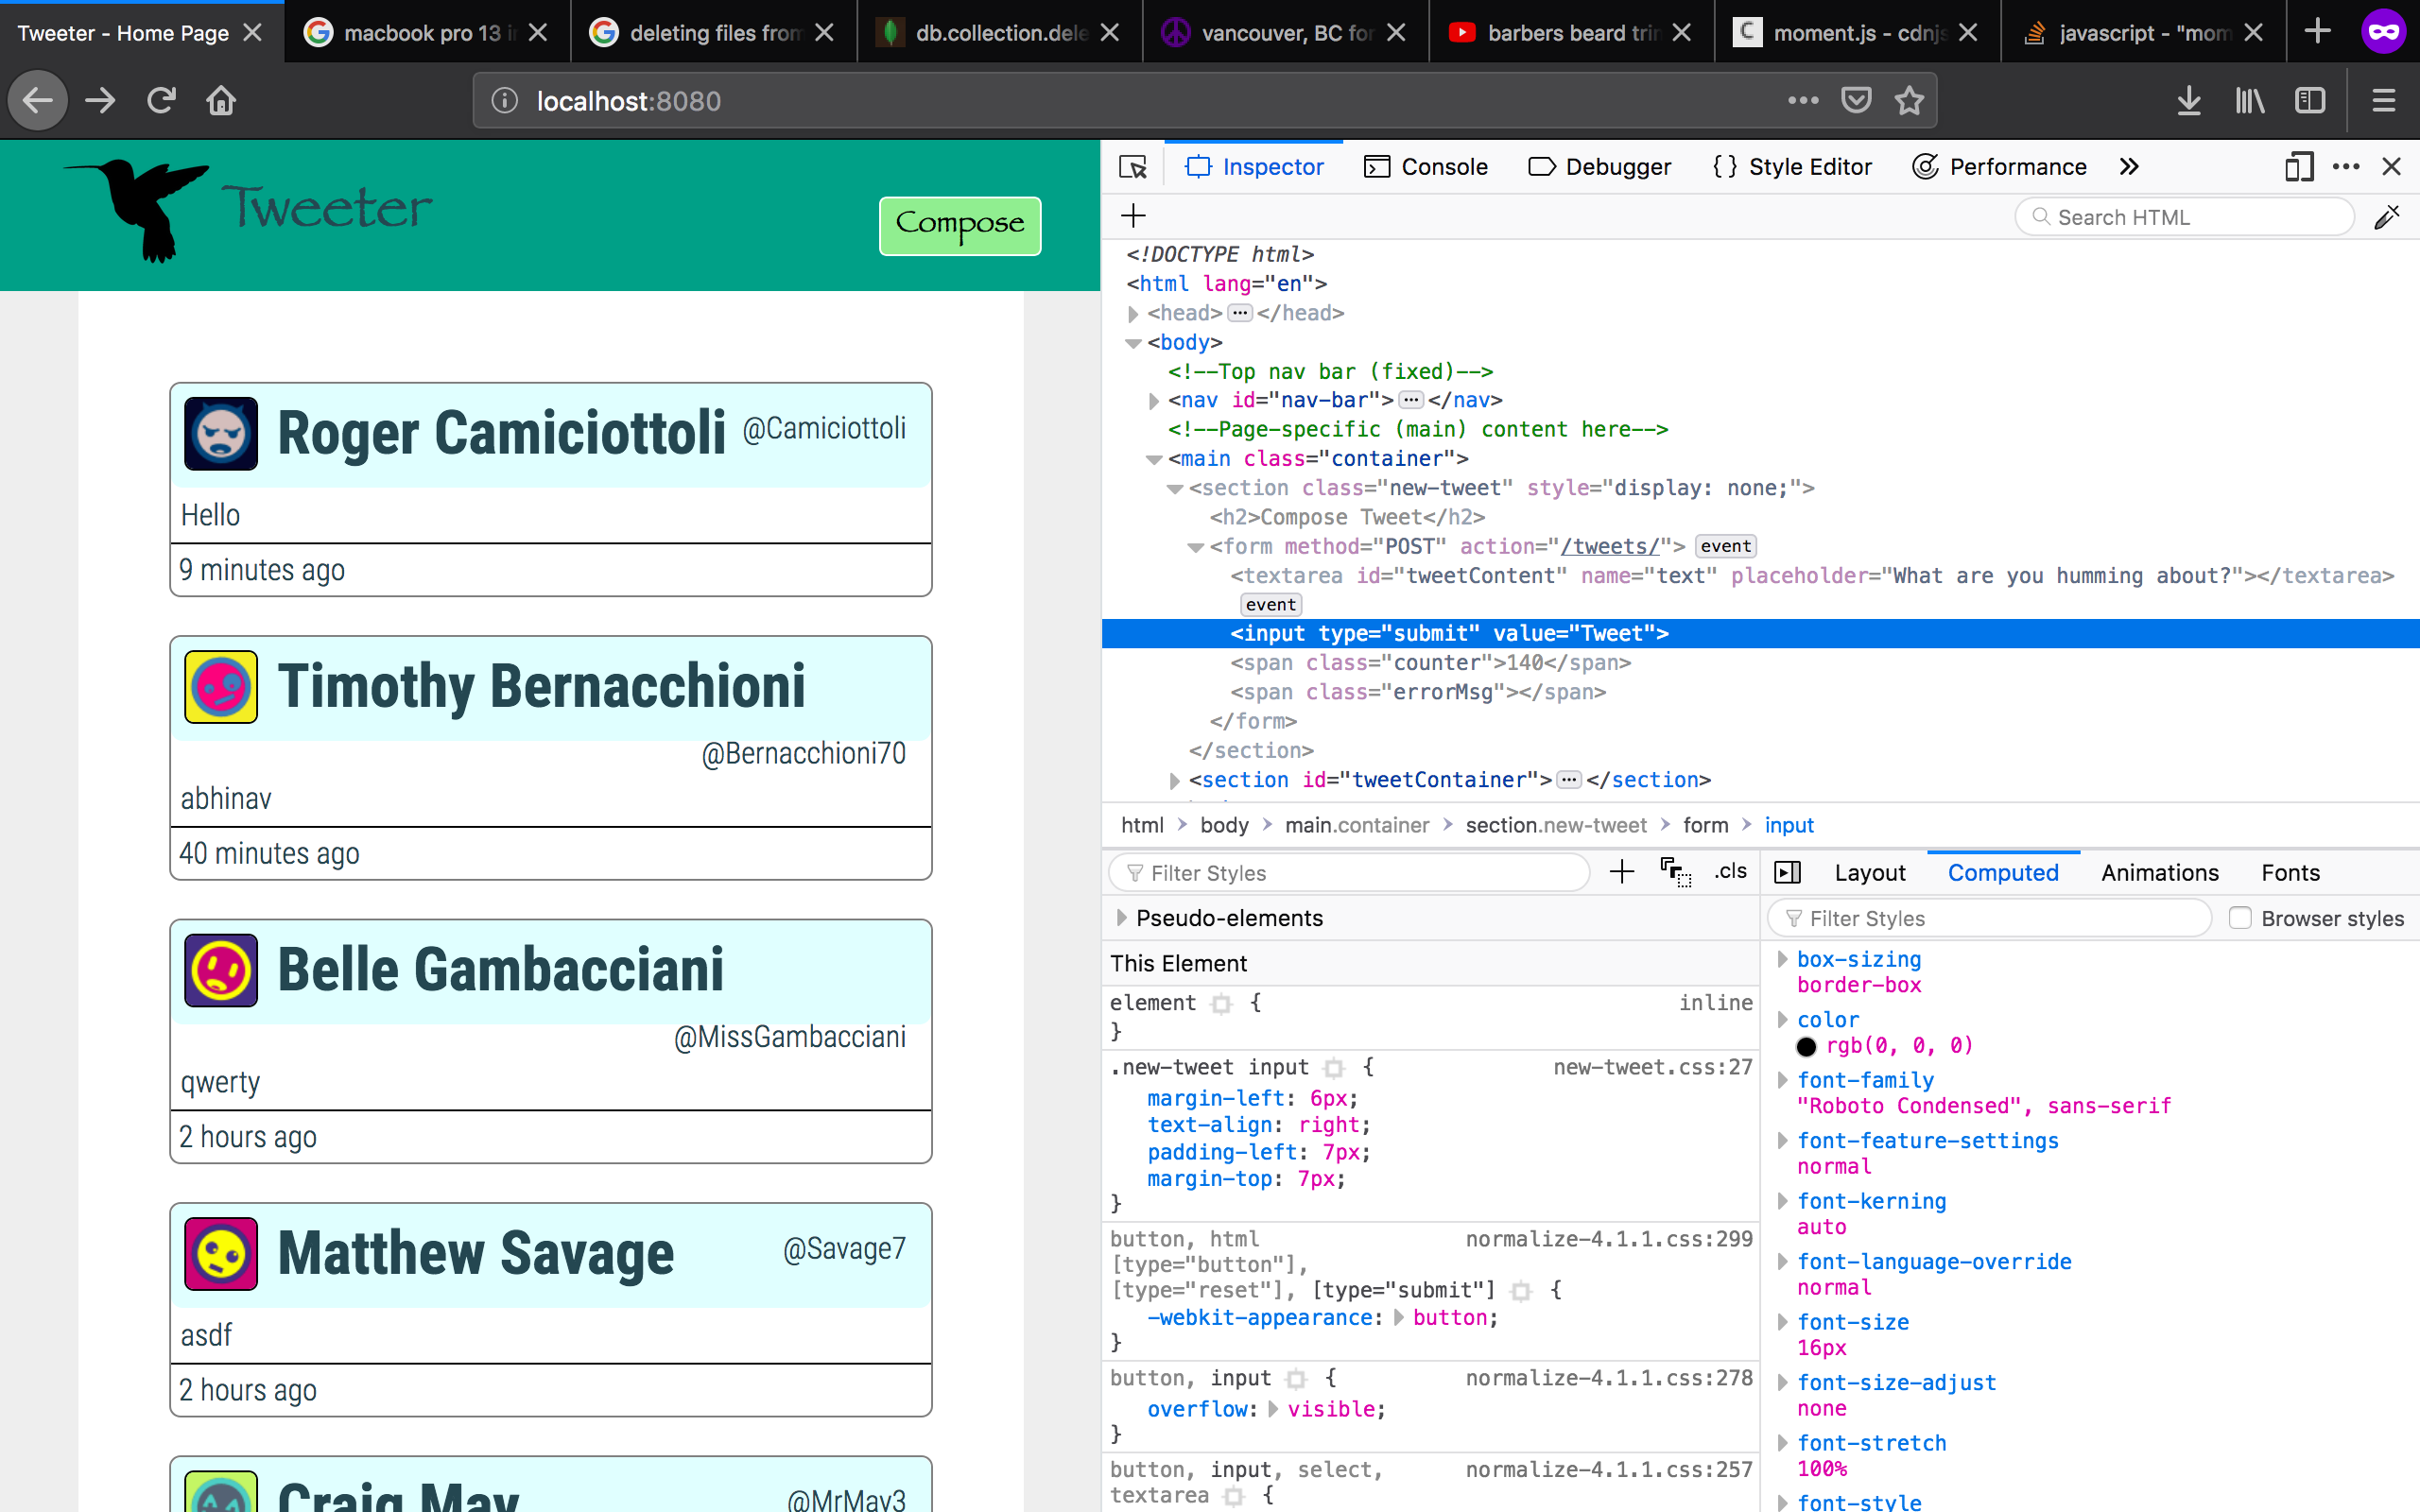 Tweeter - Home Page
macbook pro 13 i
deleting files from
db.collection.dele
vancouver, BC for
barbers beard trim
moment.js - cdnjs
javascript - "mom
localhost:8080
Tweeter
Compose
Roger Camiciottoli @Camiciottoli
Hello
9 minutes ago
Timothy Bernacchioni
@Bernacchioni70
abhinav
40 minutes ago
Belle Gambacciani
@MissGambacciani
qwerty
2 hours ago
Matthew Savage @Savage7
asdf
2 hours ago
Craig May @MrMay3
Inspector Console Debugger {} Style Editor Performance »
+ Search HTML
<!DOCTYPE html>
<html lang="en">
<head>⋯</head>
<body>
<!--Top nav bar (fixed)-->
<nav id="nav-bar">⋯</nav>
<!--Page-specific (main) content here-->
<main class="container">
<section class="new-tweet" style="display: none;">
<h2>Compose Tweet</h2>
<form method="POST" action="/tweets/"> event
<textarea id="tweetContent" name="text" placeholder="What are you humming about?"></textarea>
event
<input type="submit" value="Tweet">
<span class="counter">140</span>
<span class="errorMsg"></span>
</form>
</section>
<section id="tweetContainer">⋯</section>
html > body > main.container > section.new-tweet > form > input
Filter Styles + .cls
Pseudo-elements
This Element
element { inline
}
.new-tweet input { new-tweet.css:27
margin-left: 6px;
text-align: right;
padding-left: 7px;
margin-top: 7px;
}
button, html normalize-4.1.1.css:299
[type="button"],
[type="reset"], [type="submit"] {
-webkit-appearance: button;
}
button, input { normalize-4.1.1.css:278
overflow: visible;
}
button, input, select, normalize-4.1.1.css:257
textarea {
Layout Computed Animations Fonts
Filter Styles Browser styles
box-sizing
border-box
color
rgb(0, 0, 0)
font-family
"Roboto Condensed", sans-serif
font-feature-settings
normal
font-kerning
auto
font-language-override
normal
font-size
16px
font-size-adjust
none
font-stretch
100%
font-style